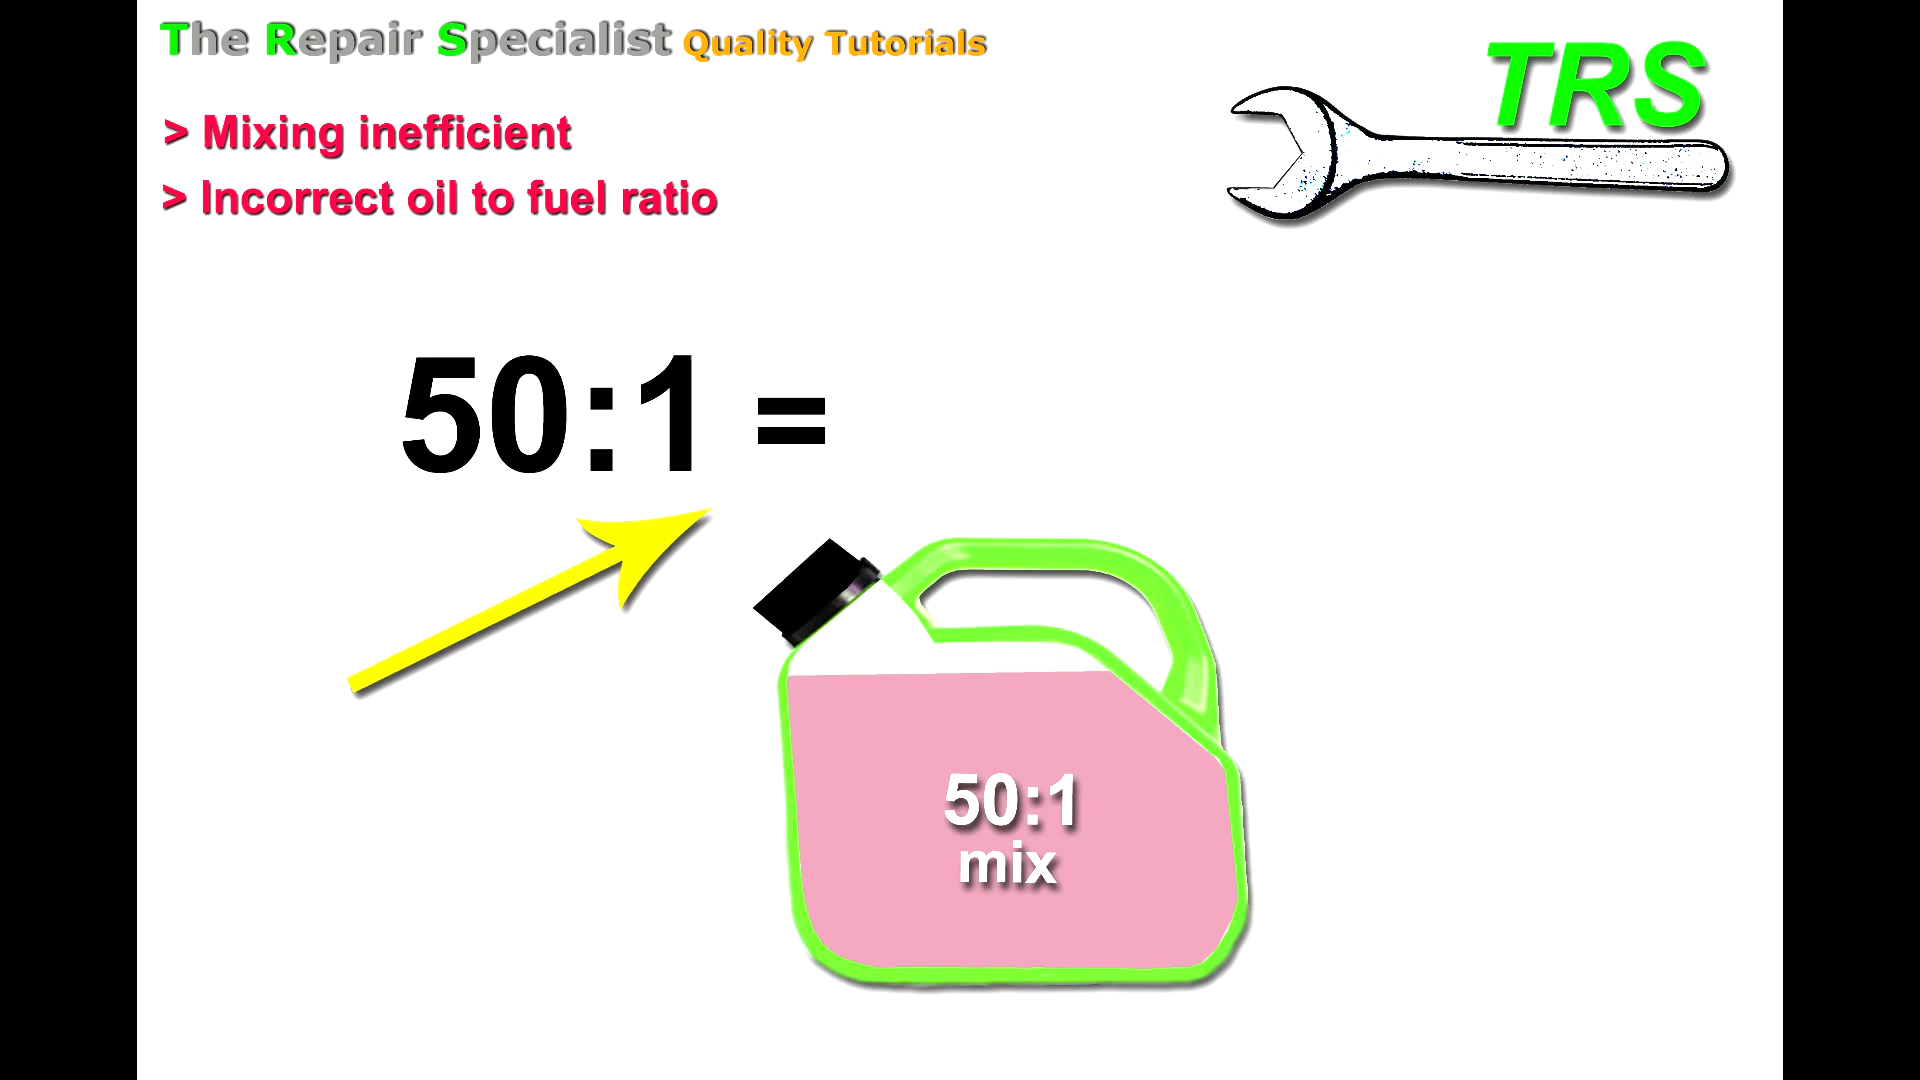 The Repair Specialist Quality Tutorials
TRS
> Mixing inefficient
> Incorrect oil to fuel ratio
50:1 =
50:1
mix